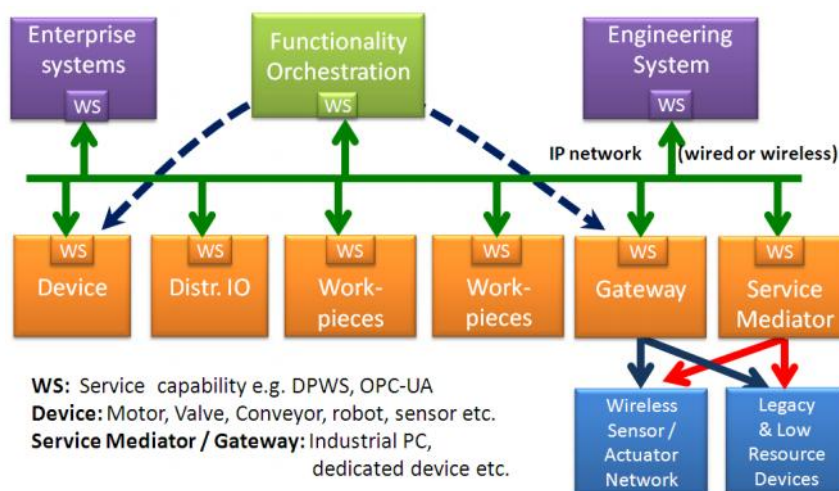 Enterprise
systems
WS
Functionality
Orchestration
WS
Engineering
System
WS
IP network (wired or wireless)
WS
Device
WS
Distr. IO
WS
Work-
pieces
WS
Work-
pieces
WS
Gateway
WS
Service
Mediator
WS: Service capability e.g. DPWS, OPC-UA
Device: Motor, Valve, Conveyor, robot, sensor etc.
Service Mediator / Gateway: Industrial PC,
dedicated device etc.
Wireless
Sensor /
Actuator
Network
Legacy
& Low
Resource
Devices